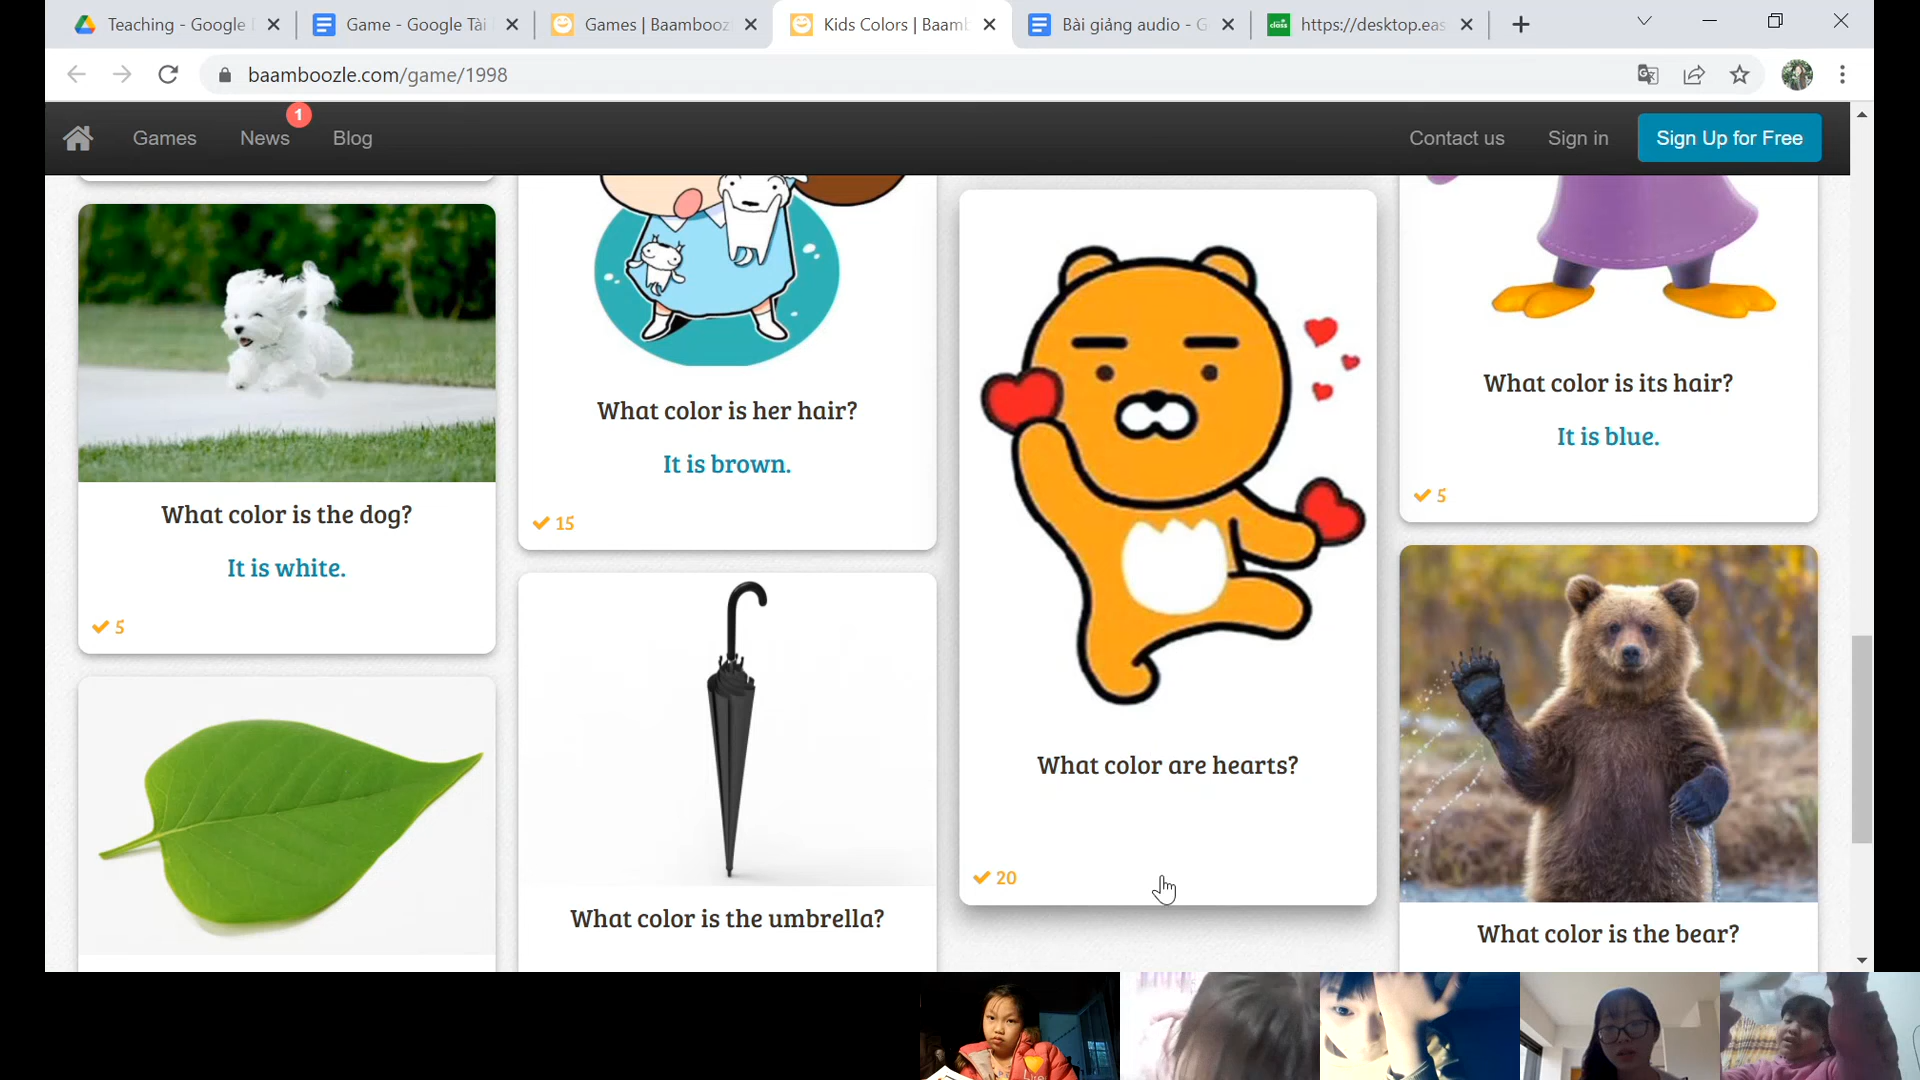 Teaching - Google
Game - Google Tài
Games | Baambooz
Kids Colors | Baam
Bài giảng audio - G
https://desktop.eas
baamboozle.com/game/1998
Games
News
1
Blog
Contact us
Sign in
Sign Up for Free
What color is the dog?
It is white.
5
What color is her hair?
It is brown.
15
What color is the umbrella?
What color are hearts?
20
What color is its hair?
It is blue.
5
What color is the bear?